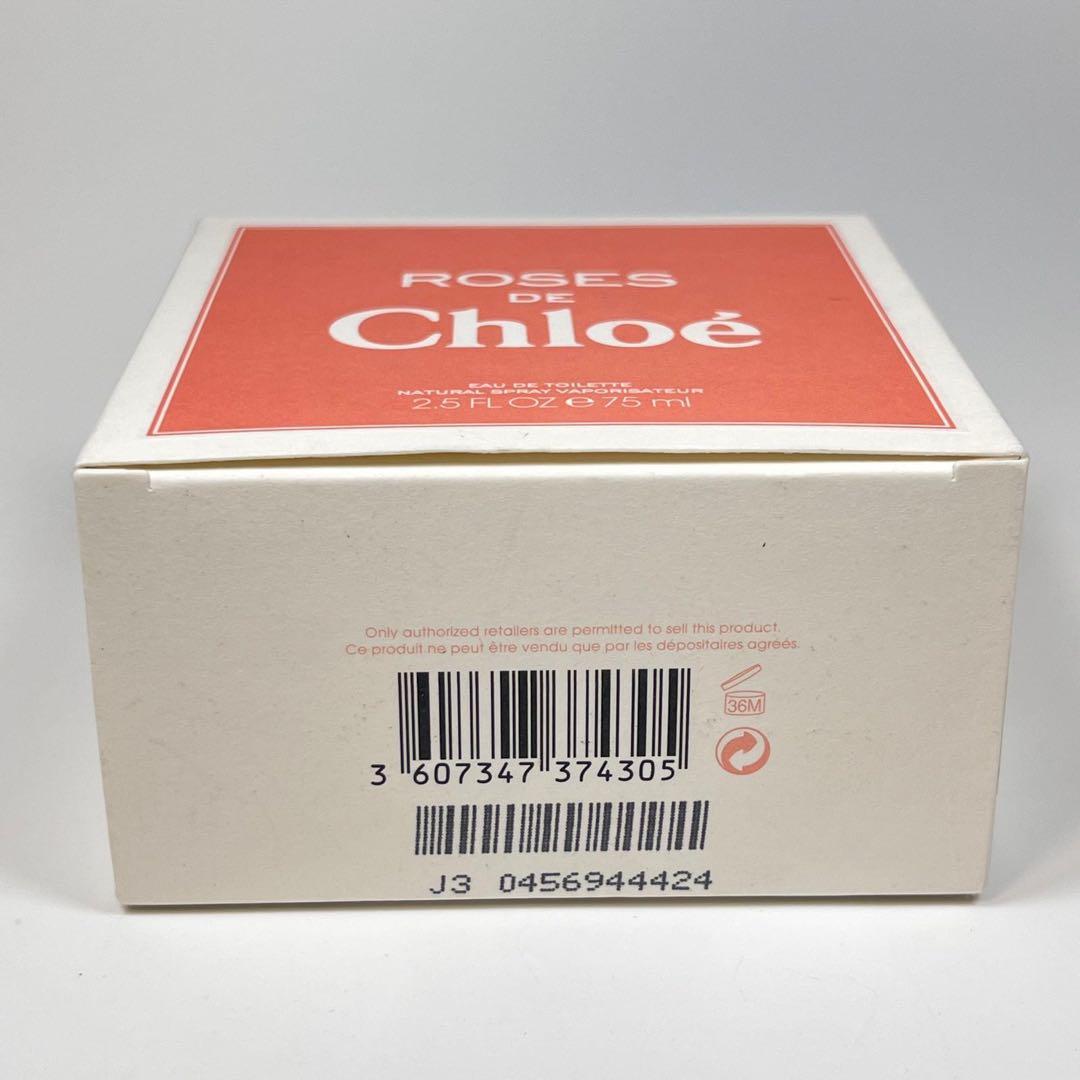 ROSES
DE
Chloé
EAU DE TOILETTE
NATURAL SPRAY VAPORISATEUR
2.5 FL OZ e 75 ml
Only authorized retailers are permitted to sell this product.
Ce produit ne peut être vendu que par les dépositaires agréés.
36M
3 607347 374305
J3 0456944424